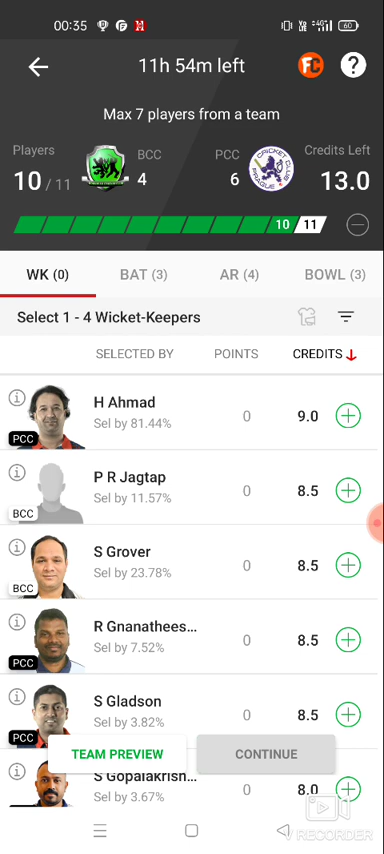 00:35 60
11h 54m left FC ?
Max 7 players from a team
Players BCC PCC Credits Left
10 / 11 4 6 13.0
10 11
WK (0) BAT (3) AR (4) BOWL (3)
Select 1 - 4 Wicket-Keepers
SELECTED BY POINTS CREDITS
H Ahmad
Sel by 81.44% 0 9.0
PCC
P R Jagtap
Sel by 11.57% 0 8.5
BCC
S Grover
Sel by 23.78% 0 8.5
BCC
R Gnanathees...
Sel by 7.52% 0 8.5
PCC
S Gladson
Sel by 3.82% 0 8.5
PCC
TEAM PREVIEW CONTINUE
S Gopalakrish...
Sel by 3.67% 0 8.0
RECORDER